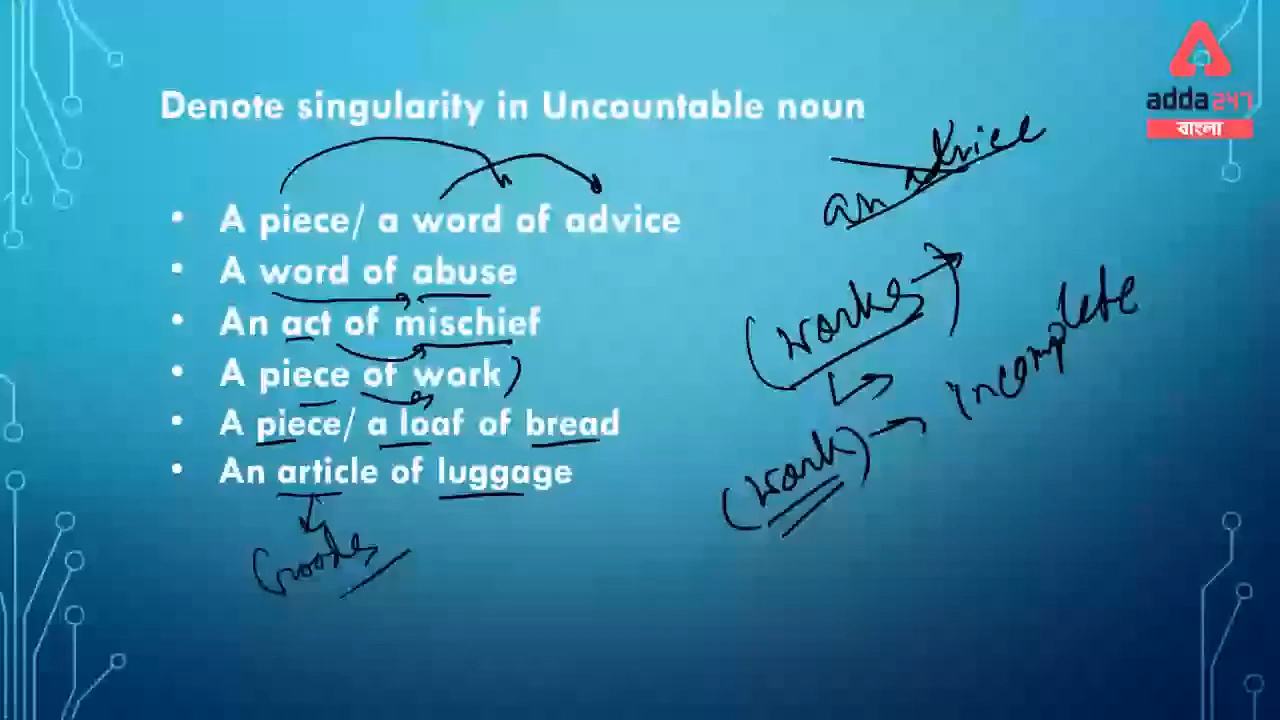 adda247
বাংলা
Denote singularity in Uncountable noun
• A piece/ a word of advice
• A word of abuse
• An act of mischief
• A piece of work)
• A piece/ a loaf of bread
• An article of luggage
Goods
an advice
(works)
(work) → incomplete